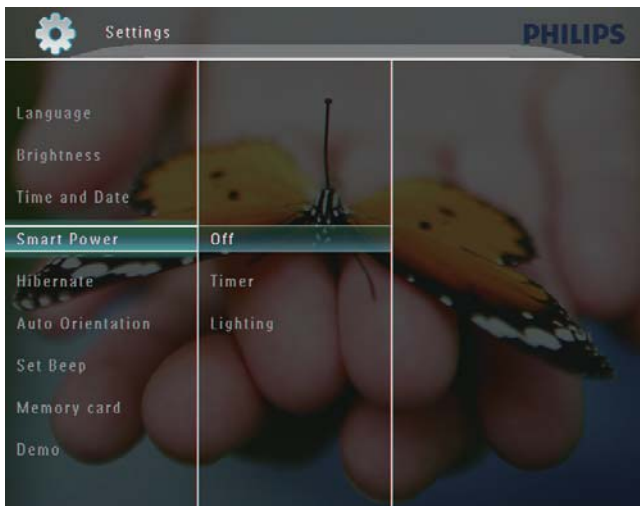 Settings
PHILIPS
Language
Brightness
Time and Date
Smart Power
Off
Hibernate
Timer
Auto Orientation
Lighting
Set Beep
Memory card
Demo